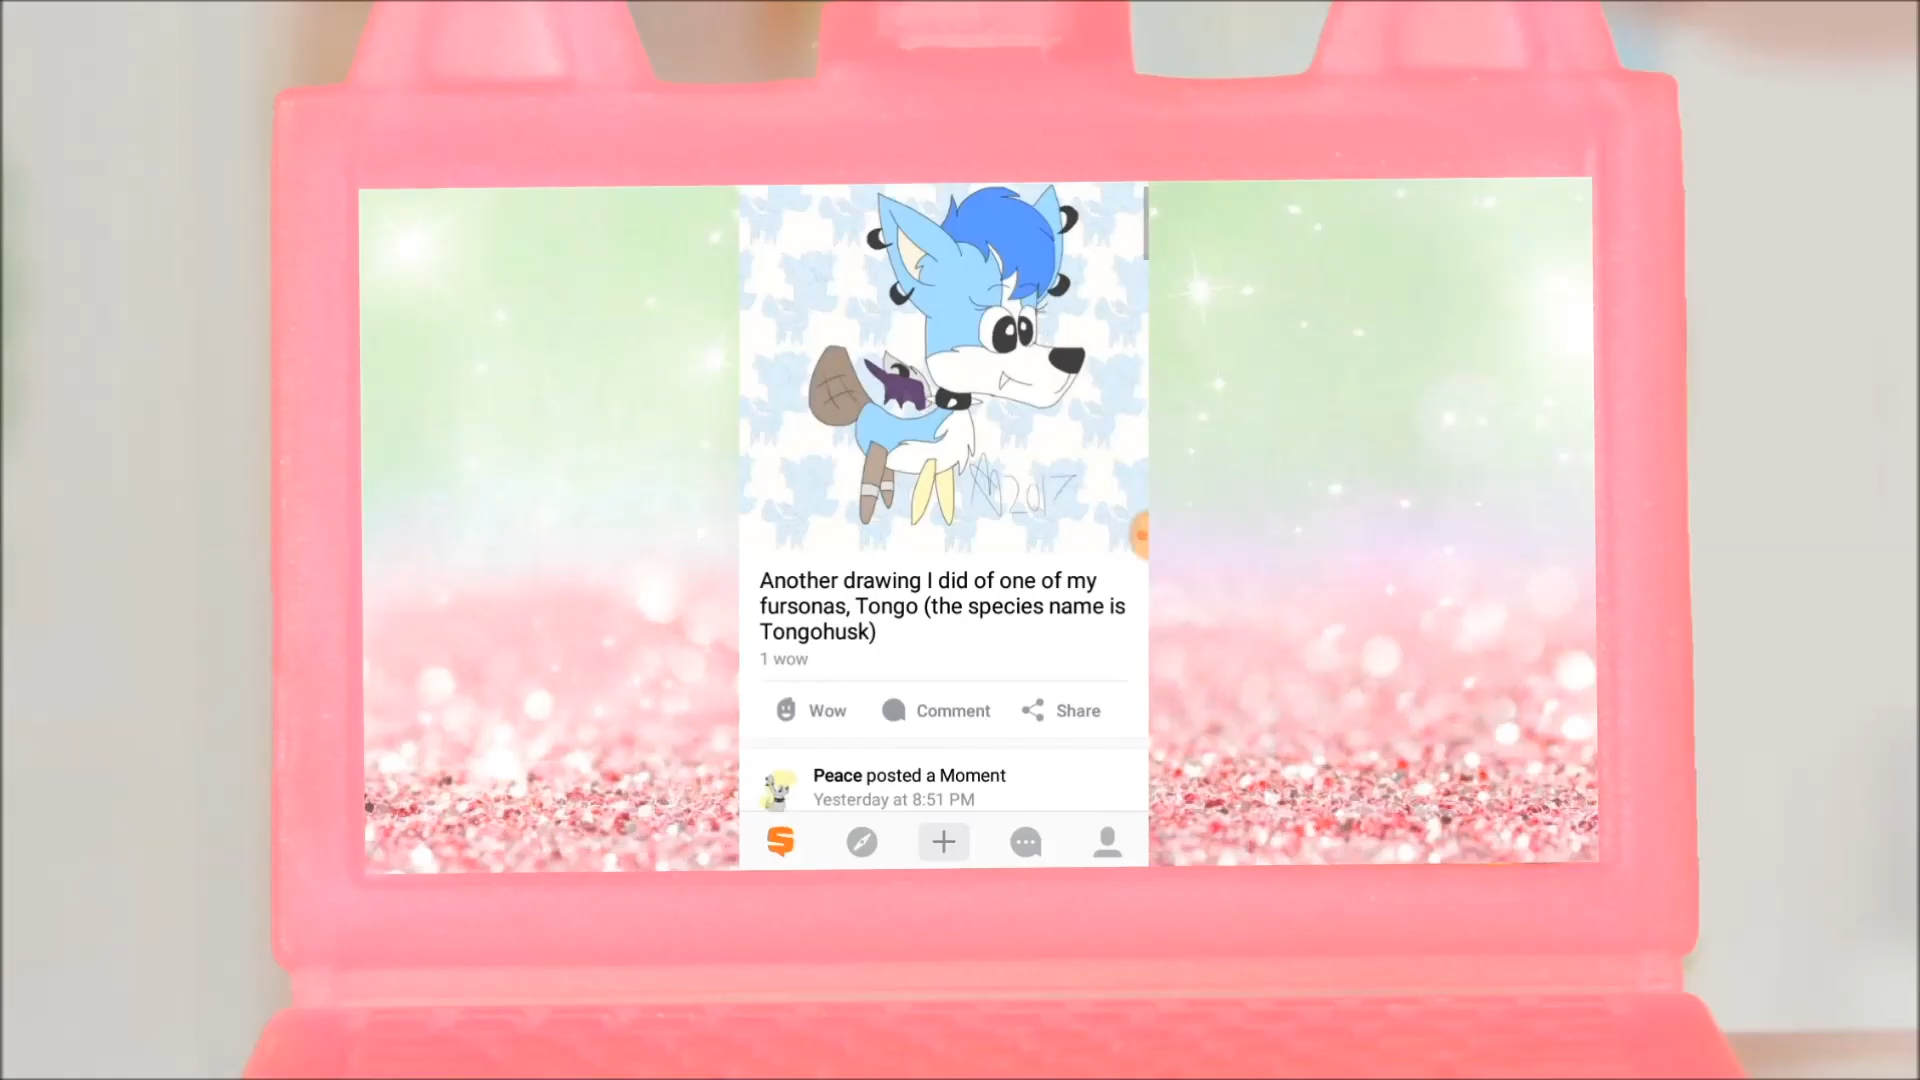 2017
Another drawing I did of one of my
fursonas, Tongo (the species name is
Tongohusk)
1 wow
Wow Comment Share
Peace posted a Moment
Yesterday at 8:51 PM